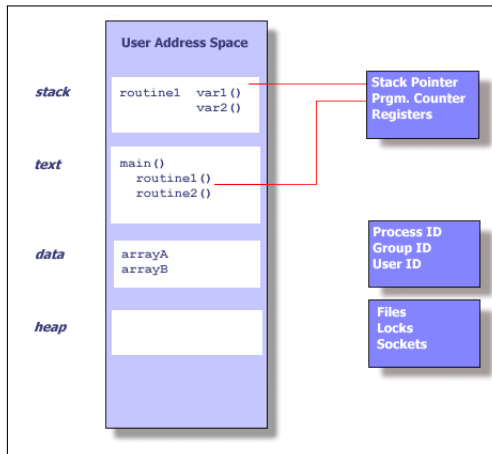 User Address Space
stack
routine1 var1()
var2()
Stack Pointer
Prgm. Counter
Registers
text
main()
routine1()
routine2()
data
arrayA
arrayB
Process ID
Group ID
User ID
heap
Files
Locks
Sockets